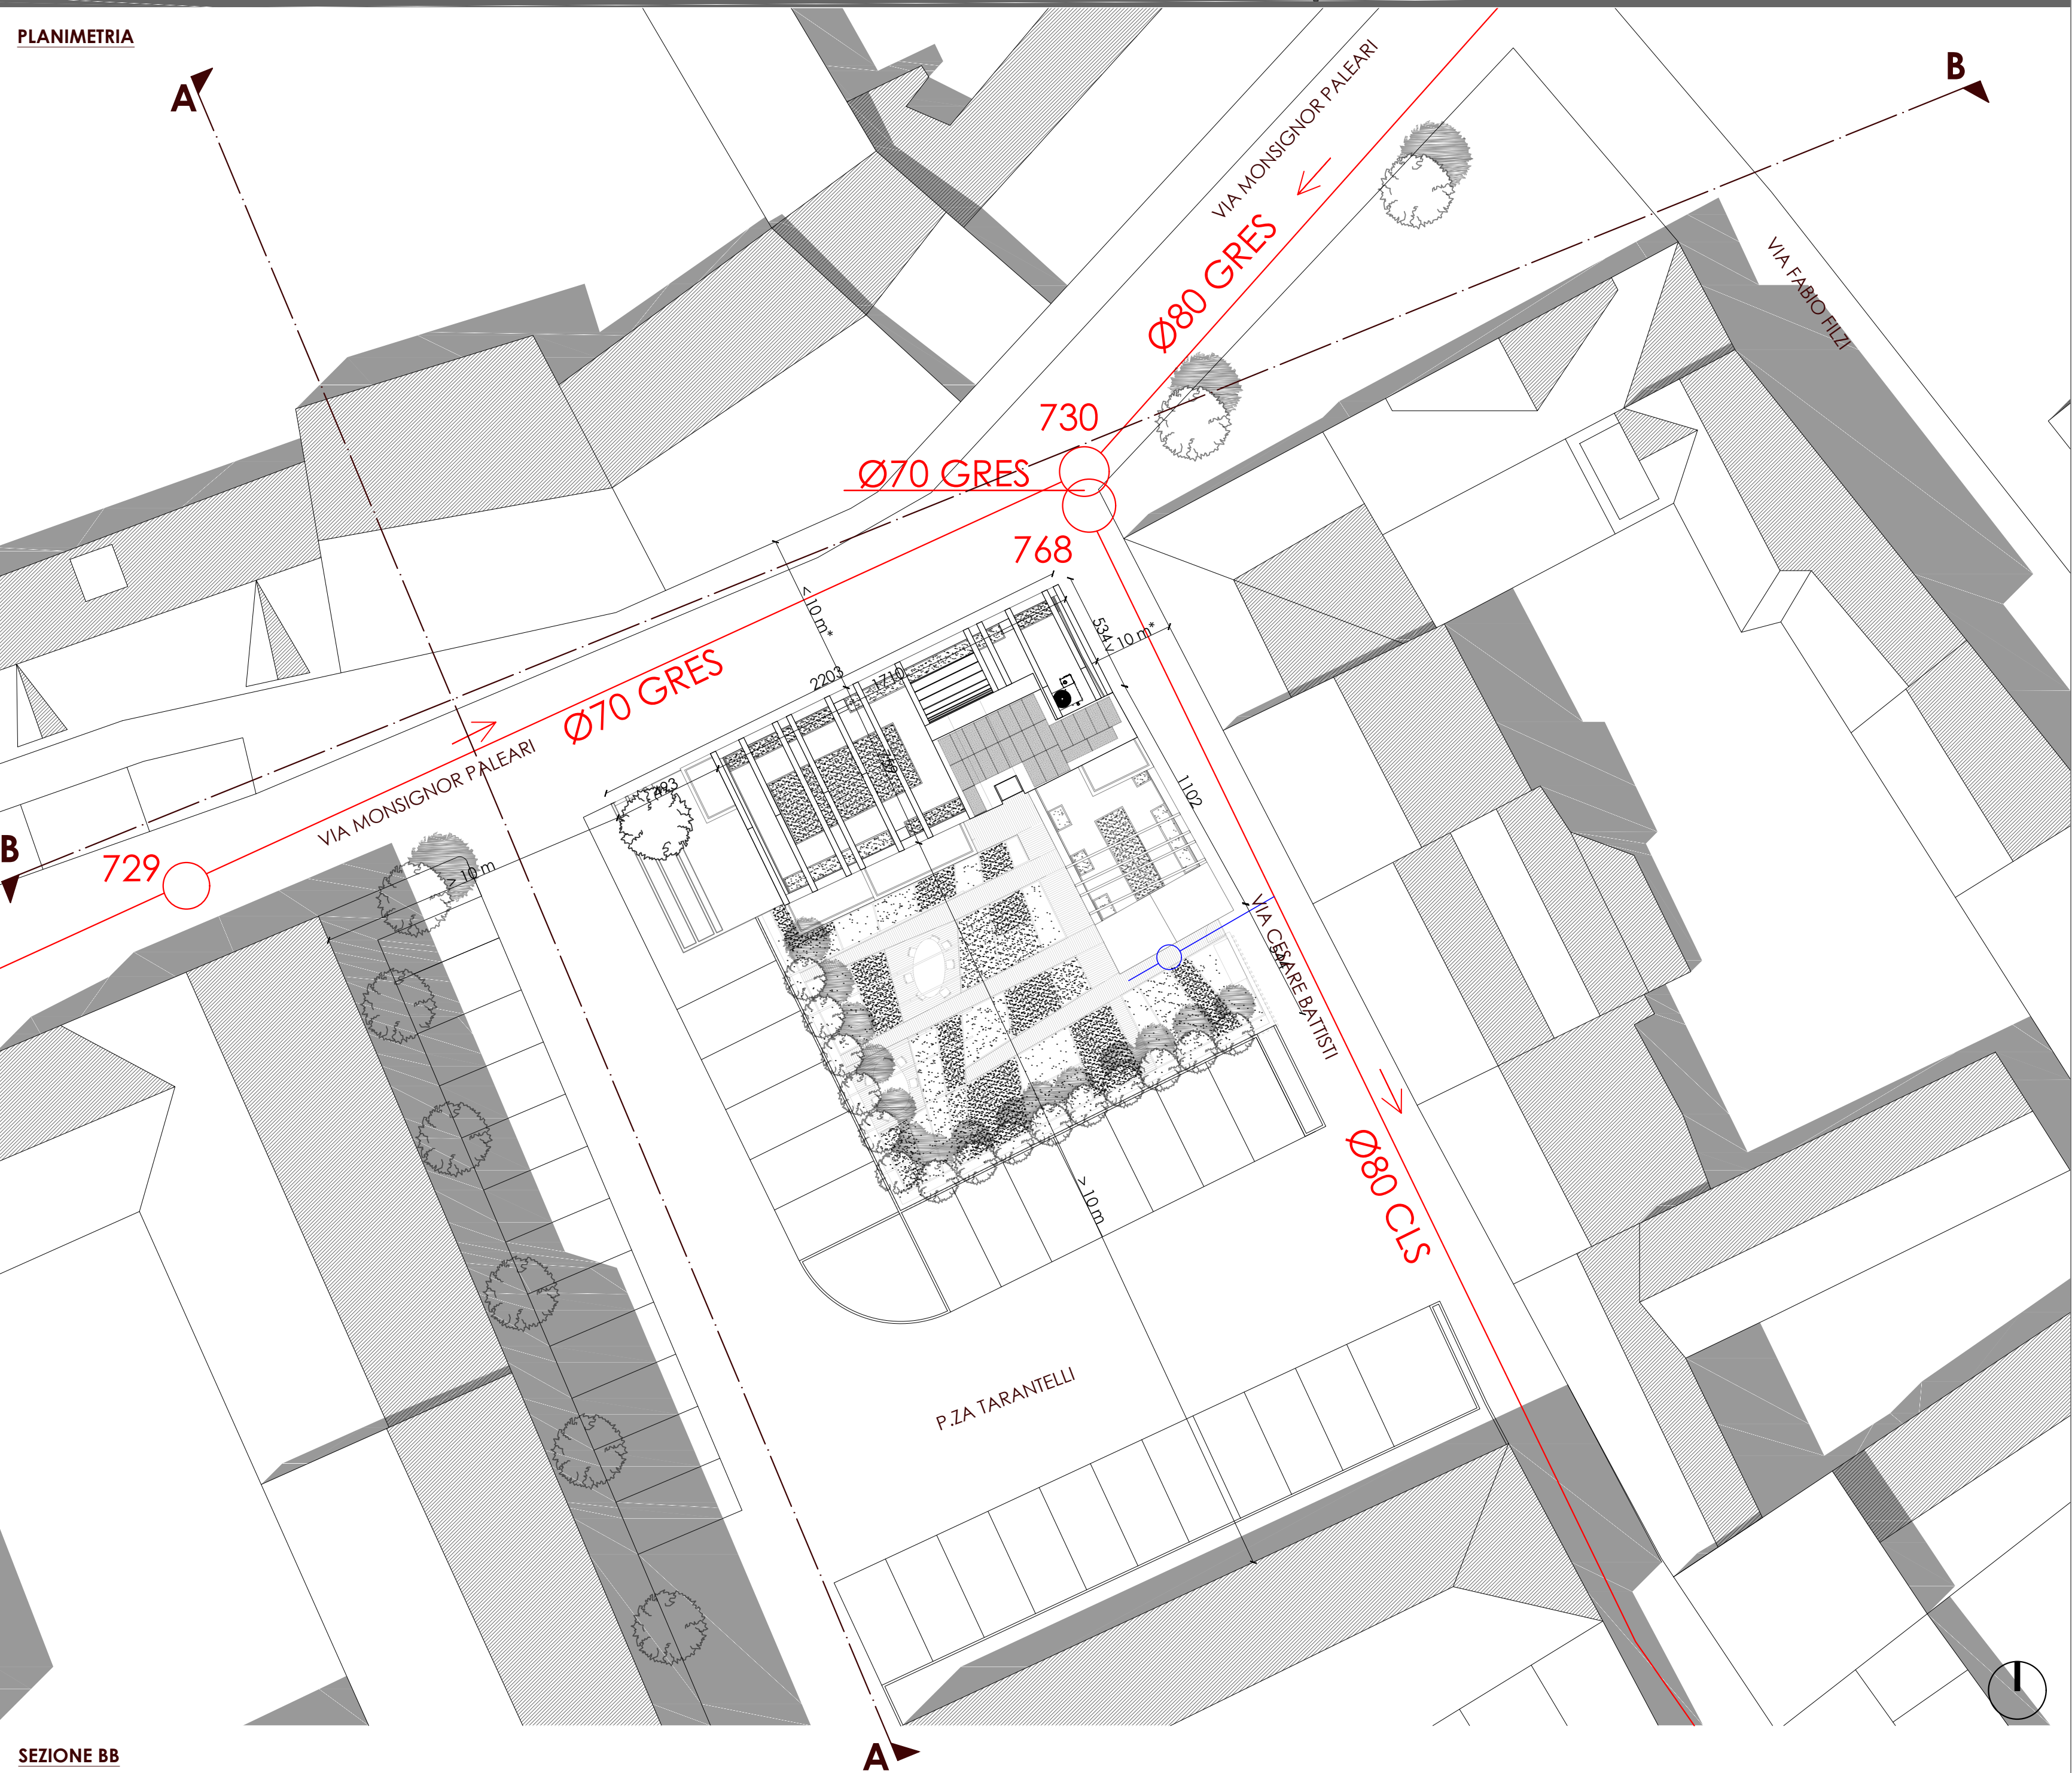 PLANIMETRIA
A
B
VIA MONSIGNOR PALEARI
Ø80 GRES
VIA FABIO FILZI
730
Ø70 GRES
768
< 10 m*
534
< 10 m*
2203
1710
Ø70 GRES
VIA MONSIGNOR PALEARI
493
1102
B
729
> 10 m
VIA CESARE BATTISTI
Ø80 CLS
> 10 m
P.ZA TARANTELLI
A
SEZIONE BB